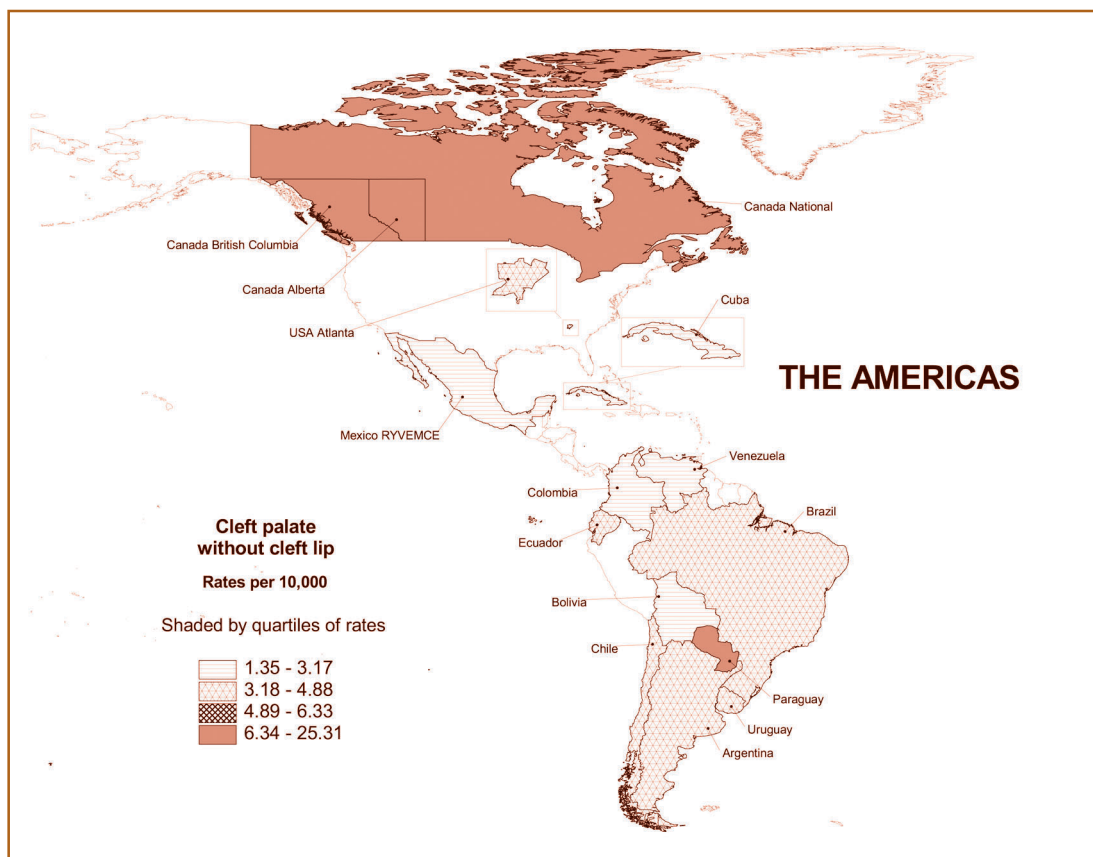 Canada National
Canada British Columbia
Canada Alberta
USA Atlanta
Cuba
THE AMERICAS
Mexico RYVEMCE
Venezuela
Colombia
Brazil
Ecuador
Cleft palate
without cleft lip
Rates per 10,000
Bolivia
Shaded by quartiles of rates
Chile
1.35 - 3.17
3.18 - 4.88
4.89 - 6.33
6.34 - 25.31
Paraguay
Uruguay
Argentina